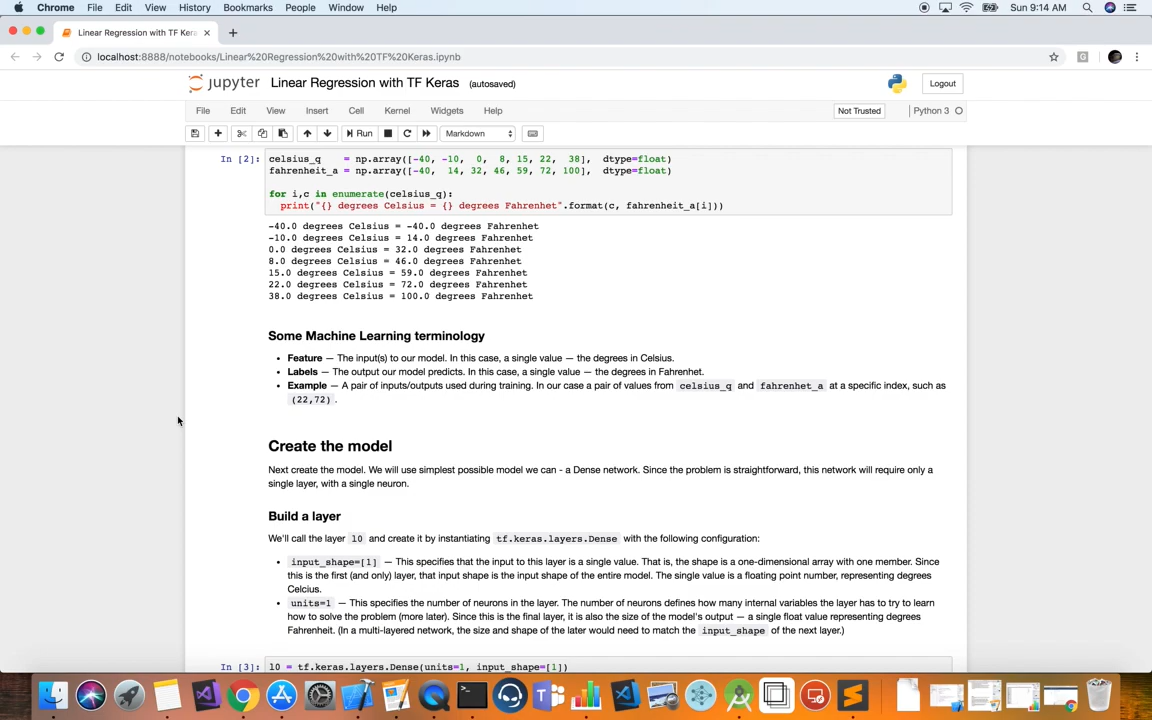 Chrome File Edit View History Bookmarks People Window Help Sun 9:14 AM
Linear Regression with TF Kera
localhost:8888/notebooks/Linear%20Regression%20with%20TF%20Keras.ipynb
jupyter Linear Regression with TF Keras (autosaved) Logout
File Edit View Insert Cell Kernel Widgets Help Not Trusted Python 3
Run Markdown
In [2]: celsius_q    = np.array([-40, -10,  0,  8, 15, 22,  38],  dtype=float)
fahrenheit_a = np.array([-40,  14, 32, 46, 59, 72, 100],  dtype=float)
for i,c in enumerate(celsius_q):
print("{} degrees Celsius = {} degrees Fahrenhet".format(c, fahrenheit_a[i]))
-40.0 degrees Celsius = -40.0 degrees Fahrenhet
-10.0 degrees Celsius = 14.0 degrees Fahrenhet
0.0 degrees Celsius = 32.0 degrees Fahrenhet
8.0 degrees Celsius = 46.0 degrees Fahrenhet
15.0 degrees Celsius = 59.0 degrees Fahrenhet
22.0 degrees Celsius = 72.0 degrees Fahrenhet
38.0 degrees Celsius = 100.0 degrees Fahrenhet
Some Machine Learning terminology
• Feature — The input(s) to our model. In this case, a single value — the degrees in Celsius.
• Labels — The output our model predicts. In this case, a single value — the degrees in Fahrenhet.
• Example — A pair of inputs/outputs used during training. In our case a pair of values from celsius_q and fahrenhet_a at a specific index, such as
(22,72) .
Create the model
Next create the model. We will use simplest possible model we can - a Dense network. Since the problem is straightforward, this network will require only a
single layer, with a single neuron.
Build a layer
We'll call the layer l0 and create it by instantiating tf.keras.layers.Dense with the following configuration:
• input_shape=[1] — This specifies that the input to this layer is a single value. That is, the shape is a one-dimensional array with one member. Since
this is the first (and only) layer, that input shape is the input shape of the entire model. The single value is a floating point number, representing degrees
Celcius.
• units=1 — This specifies the number of neurons in the layer. The number of neurons defines how many internal variables the layer has to try to learn
how to solve the problem (more later). Since this is the final layer, it is also the size of the model's output — a single float value representing degrees
Fahrenheit. (In a multi-layered network, the size and shape of the later would need to match the input_shape of the next layer.)
In [3]: l0 = tf.keras.layers.Dense(units=1, input_shape=[1])